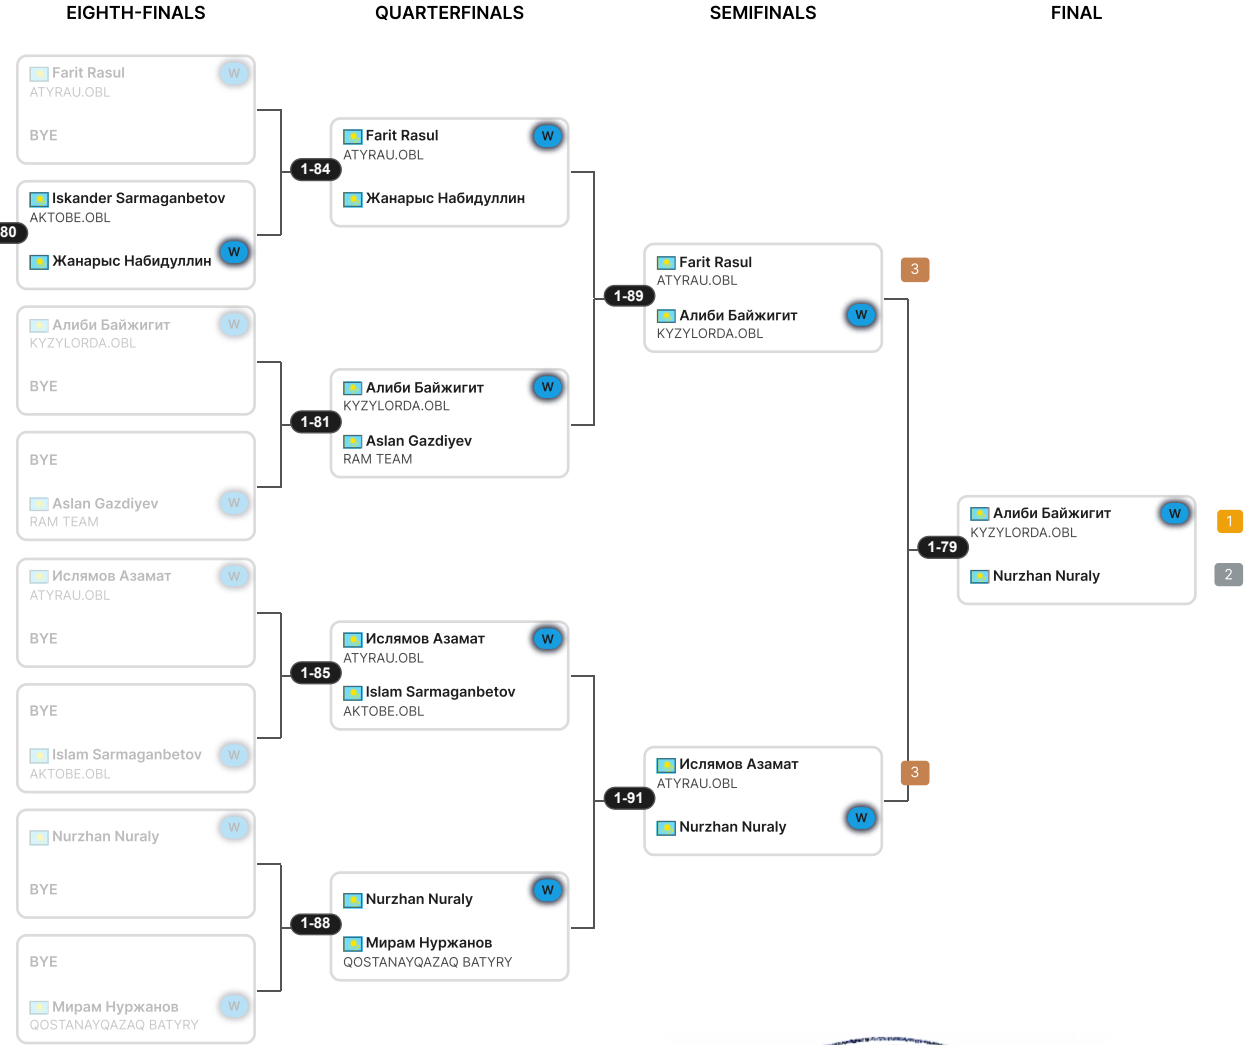 EIGHTH-FINALS
QUARTERFINALS
SEMIFINALS
FINAL
Farit Rasul
W
ATYRAU.OBL
BYE
80
Iskander Sarmaganbetov
AKTOBE.OBL
Жанарыс Набидуллин
W
Алиби Байжигит
W
KYZYLORDA.OBL
BYE
BYE
Aslan Gazdiyev
W
RAM TEAM
Ислямов Азамат
W
ATYRAU.OBL
BYE
BYE
Islam Sarmaganbetov
W
AKTOBE.OBL
Nurzhan Nuraly
W
BYE
BYE
Мирам Нуржанов
W
QOSTANAYQAZAQ BATYRY
1-84
Farit Rasul
W
ATYRAU.OBL
Жанарыс Набидуллин
1-81
Алиби Байжигит
W
KYZYLORDA.OBL
Aslan Gazdiyev
RAM TEAM
1-85
Ислямов Азамат
W
ATYRAU.OBL
Islam Sarmaganbetov
AKTOBE.OBL
1-88
Nurzhan Nuraly
W
Мирам Нуржанов
QOSTANAYQAZAQ BATYRY
1-89
Farit Rasul
3
ATYRAU.OBL
Алиби Байжигит
W
KYZYLORDA.OBL
1-91
Ислямов Азамат
3
ATYRAU.OBL
Nurzhan Nuraly
W
1-79
Алиби Байжигит
W
1
KYZYLORDA.OBL
Nurzhan Nuraly
2